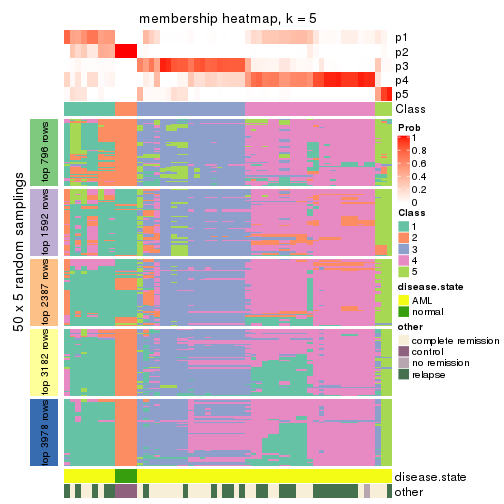 membership heatmap, k = 5
p1
p2
p3
p4
p5
Class
50 x 5 random samplings
top 796 rows
top 1592 rows
top 2387 rows
top 3182 rows
top 3978 rows
disease.state
other
Prob
1
0.8
0.6
0.4
0.2
0
Class
1
2
3
4
5
disease.state
AML
normal
other
complete remission
control
no remission
relapse